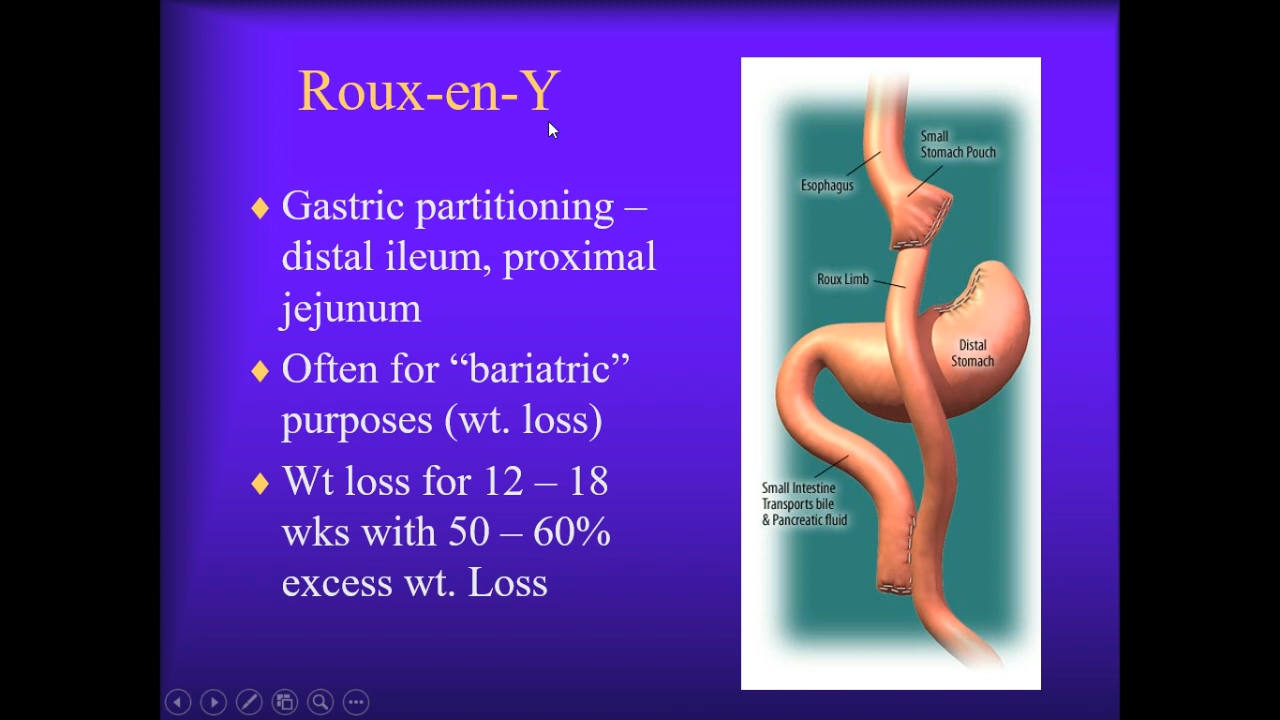 Roux-en-Y
Gastric partitioning –
distal ileum, proximal
jejunum
Often for “bariatric”
purposes (wt. loss)
Wt loss for 12 – 18
wks with 50 – 60%
excess wt. Loss
Small
Stomach Pouch
Esophagus
Roux Limb
Distal
Stomach
Small Intestine
Transports bile
& Pancreatic fluid